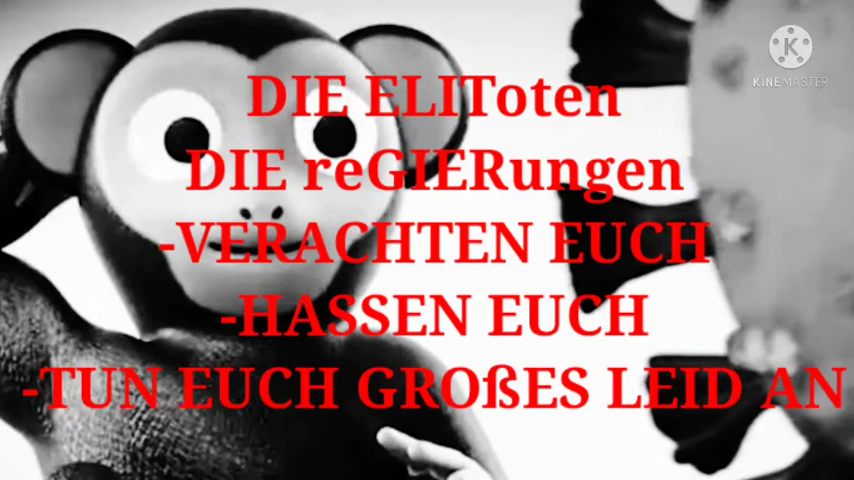 KINEMASTER
DIE ELIToten
DIE reGIERungen
-VERACHTEN EUCH
-HASSEN EUCH
-TUN EUCH GROßES LEID AN